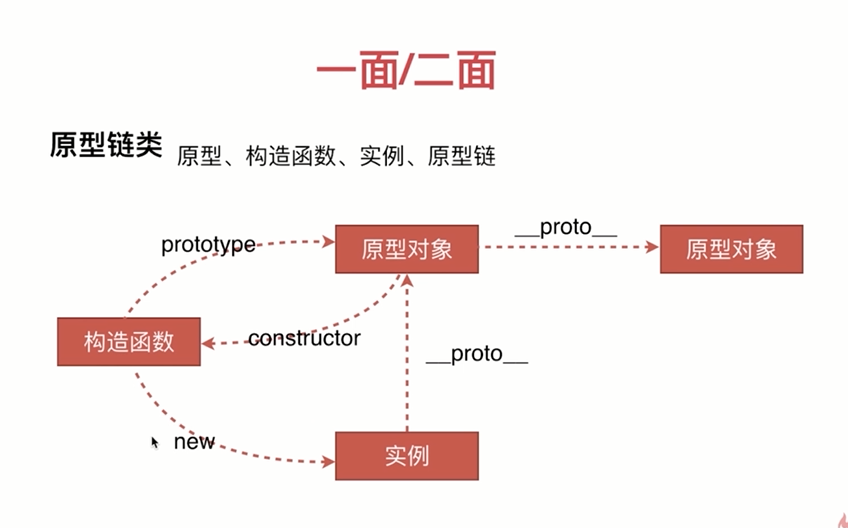 一面/二面
原型链类 原型、构造函数、实例、原型链
prototype
原型对象
__proto__
原型对象
构造函数
constructor
__proto__
new
实例